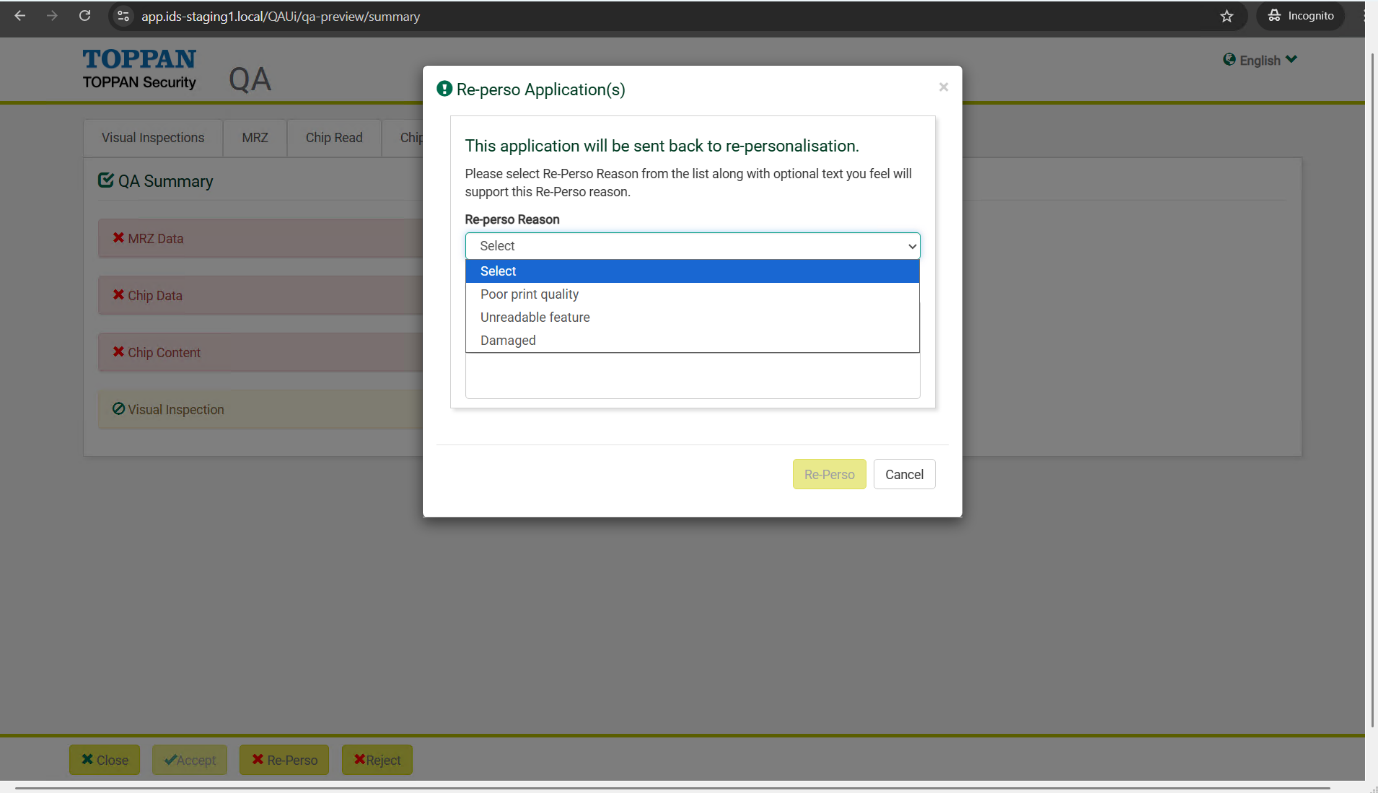 app.ids-staging1.local/QAUi/qa-preview/summary
Incognito
TOPPAN
TOPPAN Security
QA
English
Visual Inspections
MRZ
Chip Read
Chip
QA Summary
MRZ Data
Chip Data
Chip Content
Visual Inspection
Re-perso Application(s)
×
This application will be sent back to re-personalisation.
Please select Re-Perso Reason from the list along with optional text you feel will
support this Re-Perso reason.
Re-perso Reason
Select
Select
Poor print quality
Unreadable feature
Damaged
Re-Perso
Cancel
Close
Accept
Re-Perso
Reject